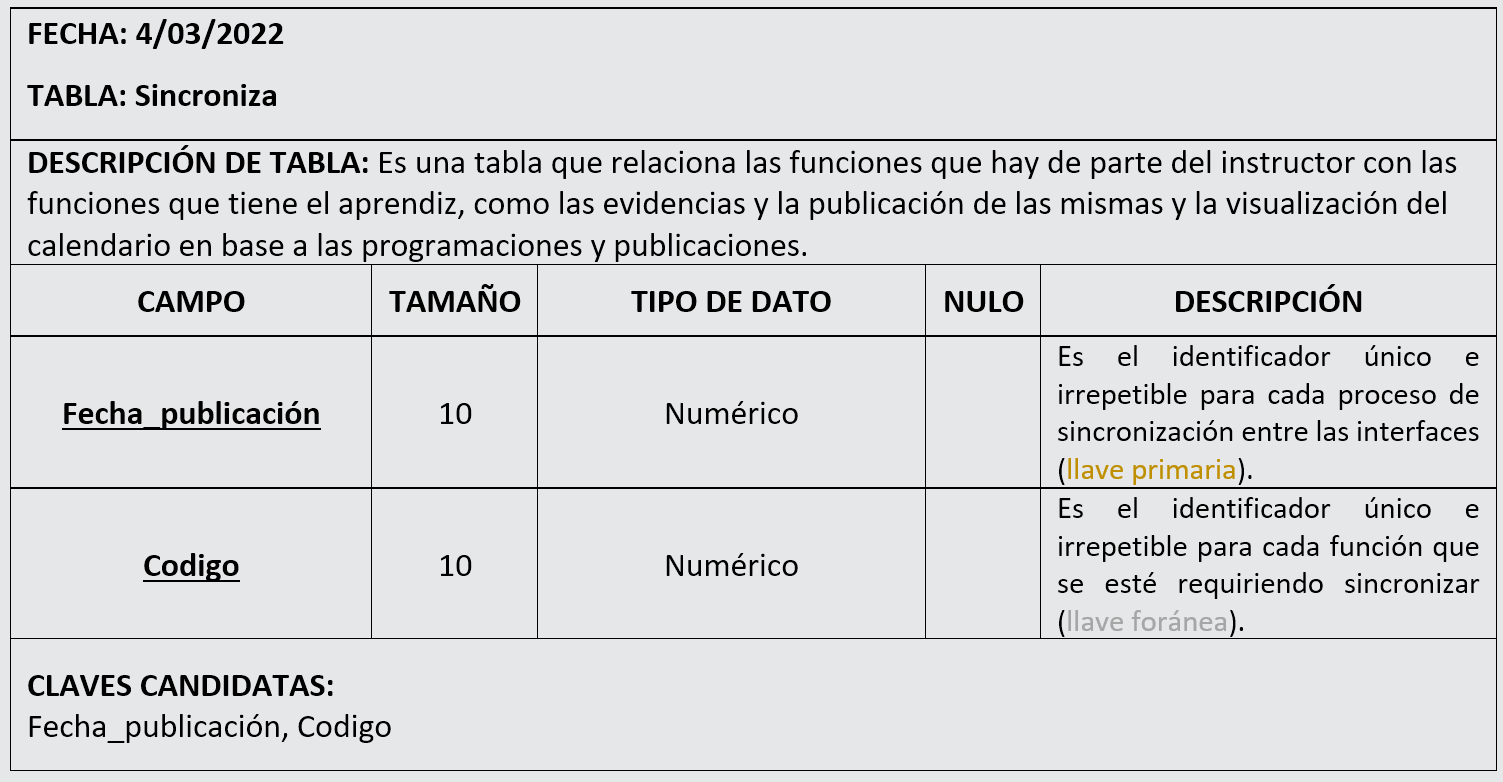 FECHA: 4/03/2022
TABLA: Sincroniza
DESCRIPCIÓN DE TABLA: Es una tabla que relaciona las funciones que hay de parte del instructor con las
funciones que tiene el aprendiz, como las evidencias y la publicación de las mismas y la visualización del
calendario en base a las programaciones y publicaciones.
CAMPO TAMAÑO TIPO DE DATO NULO DESCRIPCIÓN
Fecha_publicación 10 Numérico
Es el identificador único e
irrepetible para cada proceso de
sincronización entre las interfaces
(llave primaria).
Codigo 10 Numérico
Es el identificador único e
irrepetible para cada función que
se esté requiriendo sincronizar
(llave foránea).
CLAVES CANDIDATAS:
Fecha_publicación, Codigo